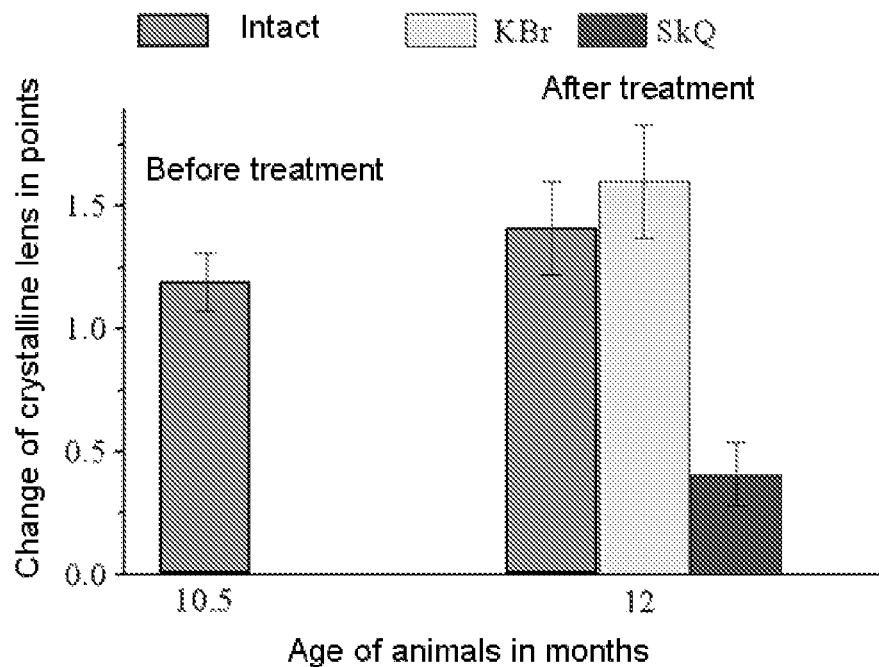 Intact KBr SkQ
After treatment
Before treatment
Change of crystalline lens in points
1.5
1.0
0.5
0.0
10.5 12
Age of animals in months